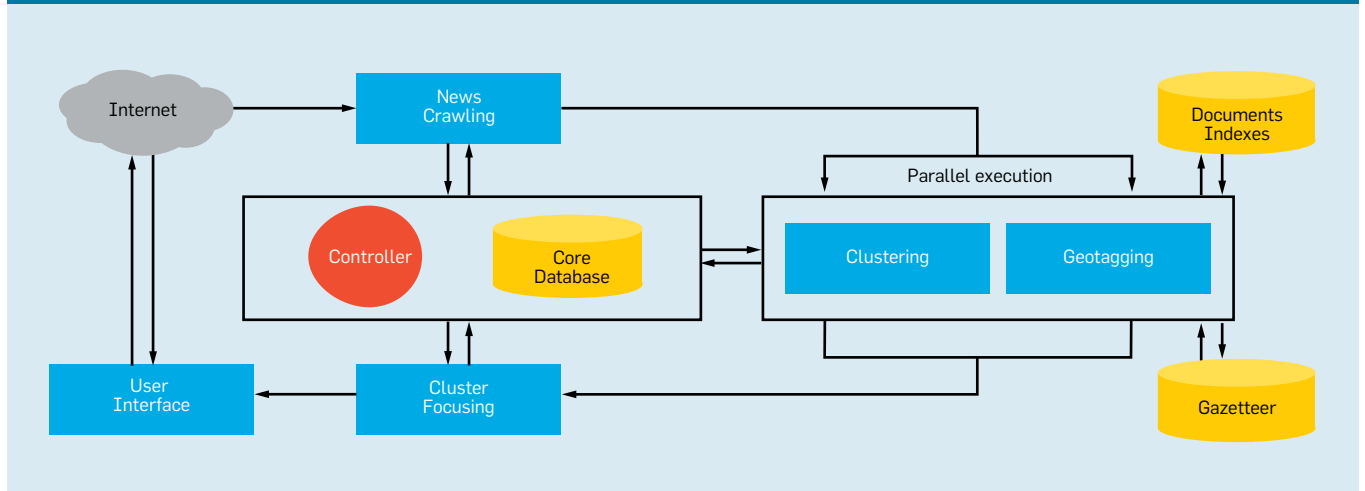 Internet
News
Crawling
Documents
Indexes
Parallel execution
Controller
Core
Database
Clustering
Geotagging
User
Interface
Cluster
Focusing
Gazetteer